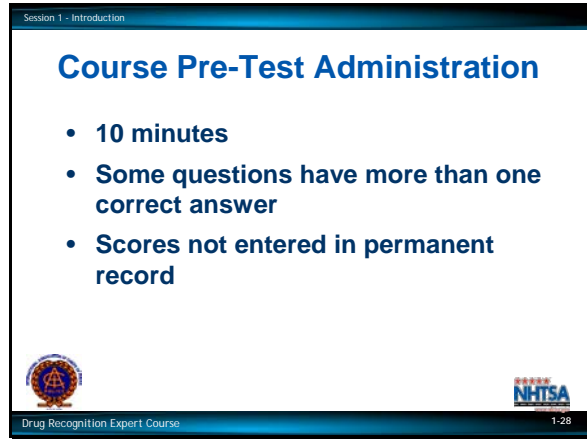 Session 1 - Introduction
Course Pre-Test Administration
• 10 minutes
• Some questions have more than one
correct answer
• Scores not entered in permanent
record
NHTSA
Drug Recognition Expert Course
1-28